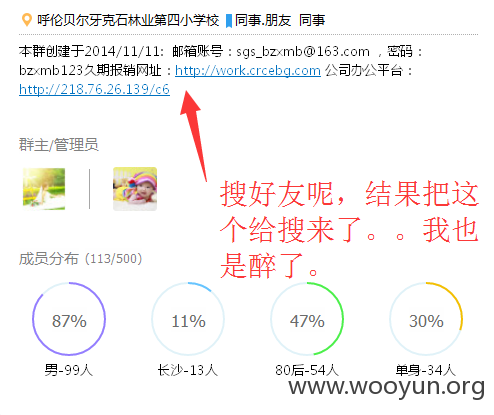 呼伦贝尔牙克石林业第四小学校 同事.朋友 同事
本群创建于2014/11/11: 邮箱账号：sgs_bzxmb@163.com ，密码：
bzxmb123久期报销网址：http://work.crcebg.com 公司办公平台：
http://218.76.26.139/c6
群主/管理员
搜好友呢，结果把这
个给搜来了。。我也
是醉了。
成员分布 (113/500)
87% 11% 47% 30%
男-99人 长沙-13人 80后-54人 单身-34人
www.wooyun.org